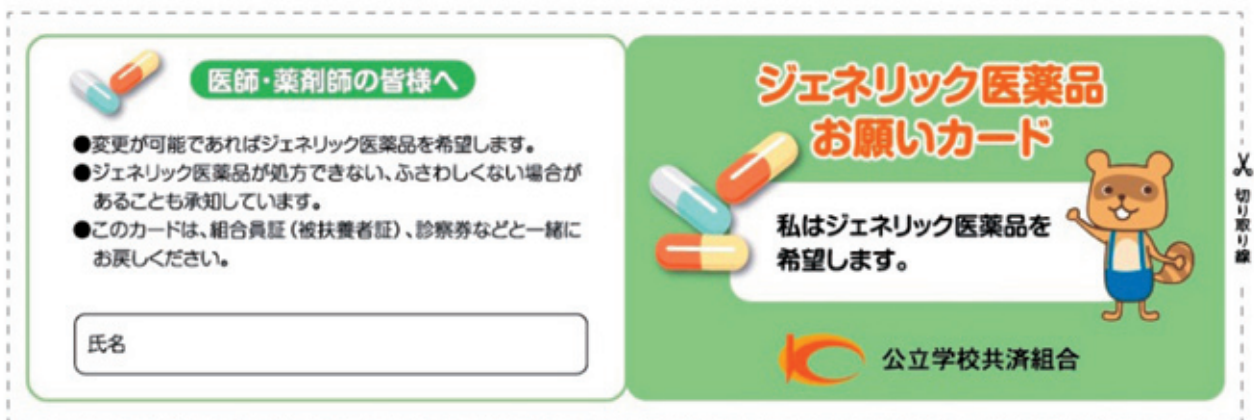 医師・薬剤師の皆様へ
●変更が可能であればジェネリック医薬品を希望します。
●ジェネリック医薬品が処方できない、ふさわしくない場合が
あることも承知しています。
●このカードは、組合員証(被扶養者証)、診察券などと一緒に
お戻しください。
氏名
ジェネリック医薬品
お願いカード
私はジェネリック医薬品を
希望します。
公立学校共済組合
切り取り線